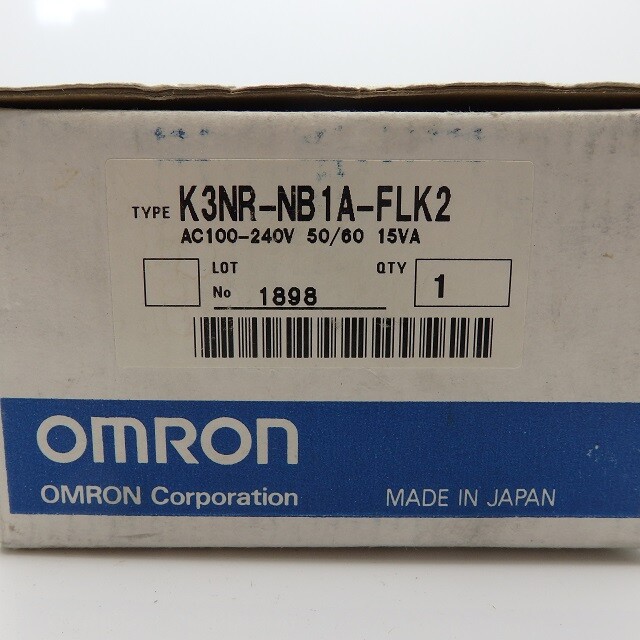 TYPE K3NR-NB1A-FLK2
AC100-240V 50/60 15VA
LOT No 1898
QTY 1
OMRON
OMRON Corporation
MADE IN JAPAN